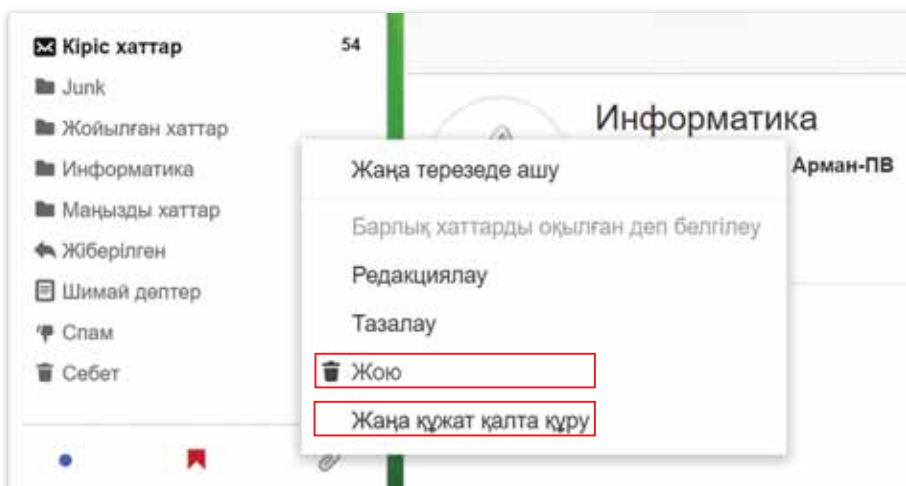 Кіріс хаттар 54
Junk
Жойылған хаттар
Информатика
Маңызды хаттар
Жіберілген
Шимай дәптер
Спам
Себет
Информатика
Арман-ПВ
Жаңа терезеде ашу
Барлық хаттарды оқылған деп белгілеу
Редакциялау
Тазалау
Жою
Жаңа құжат қалта құру